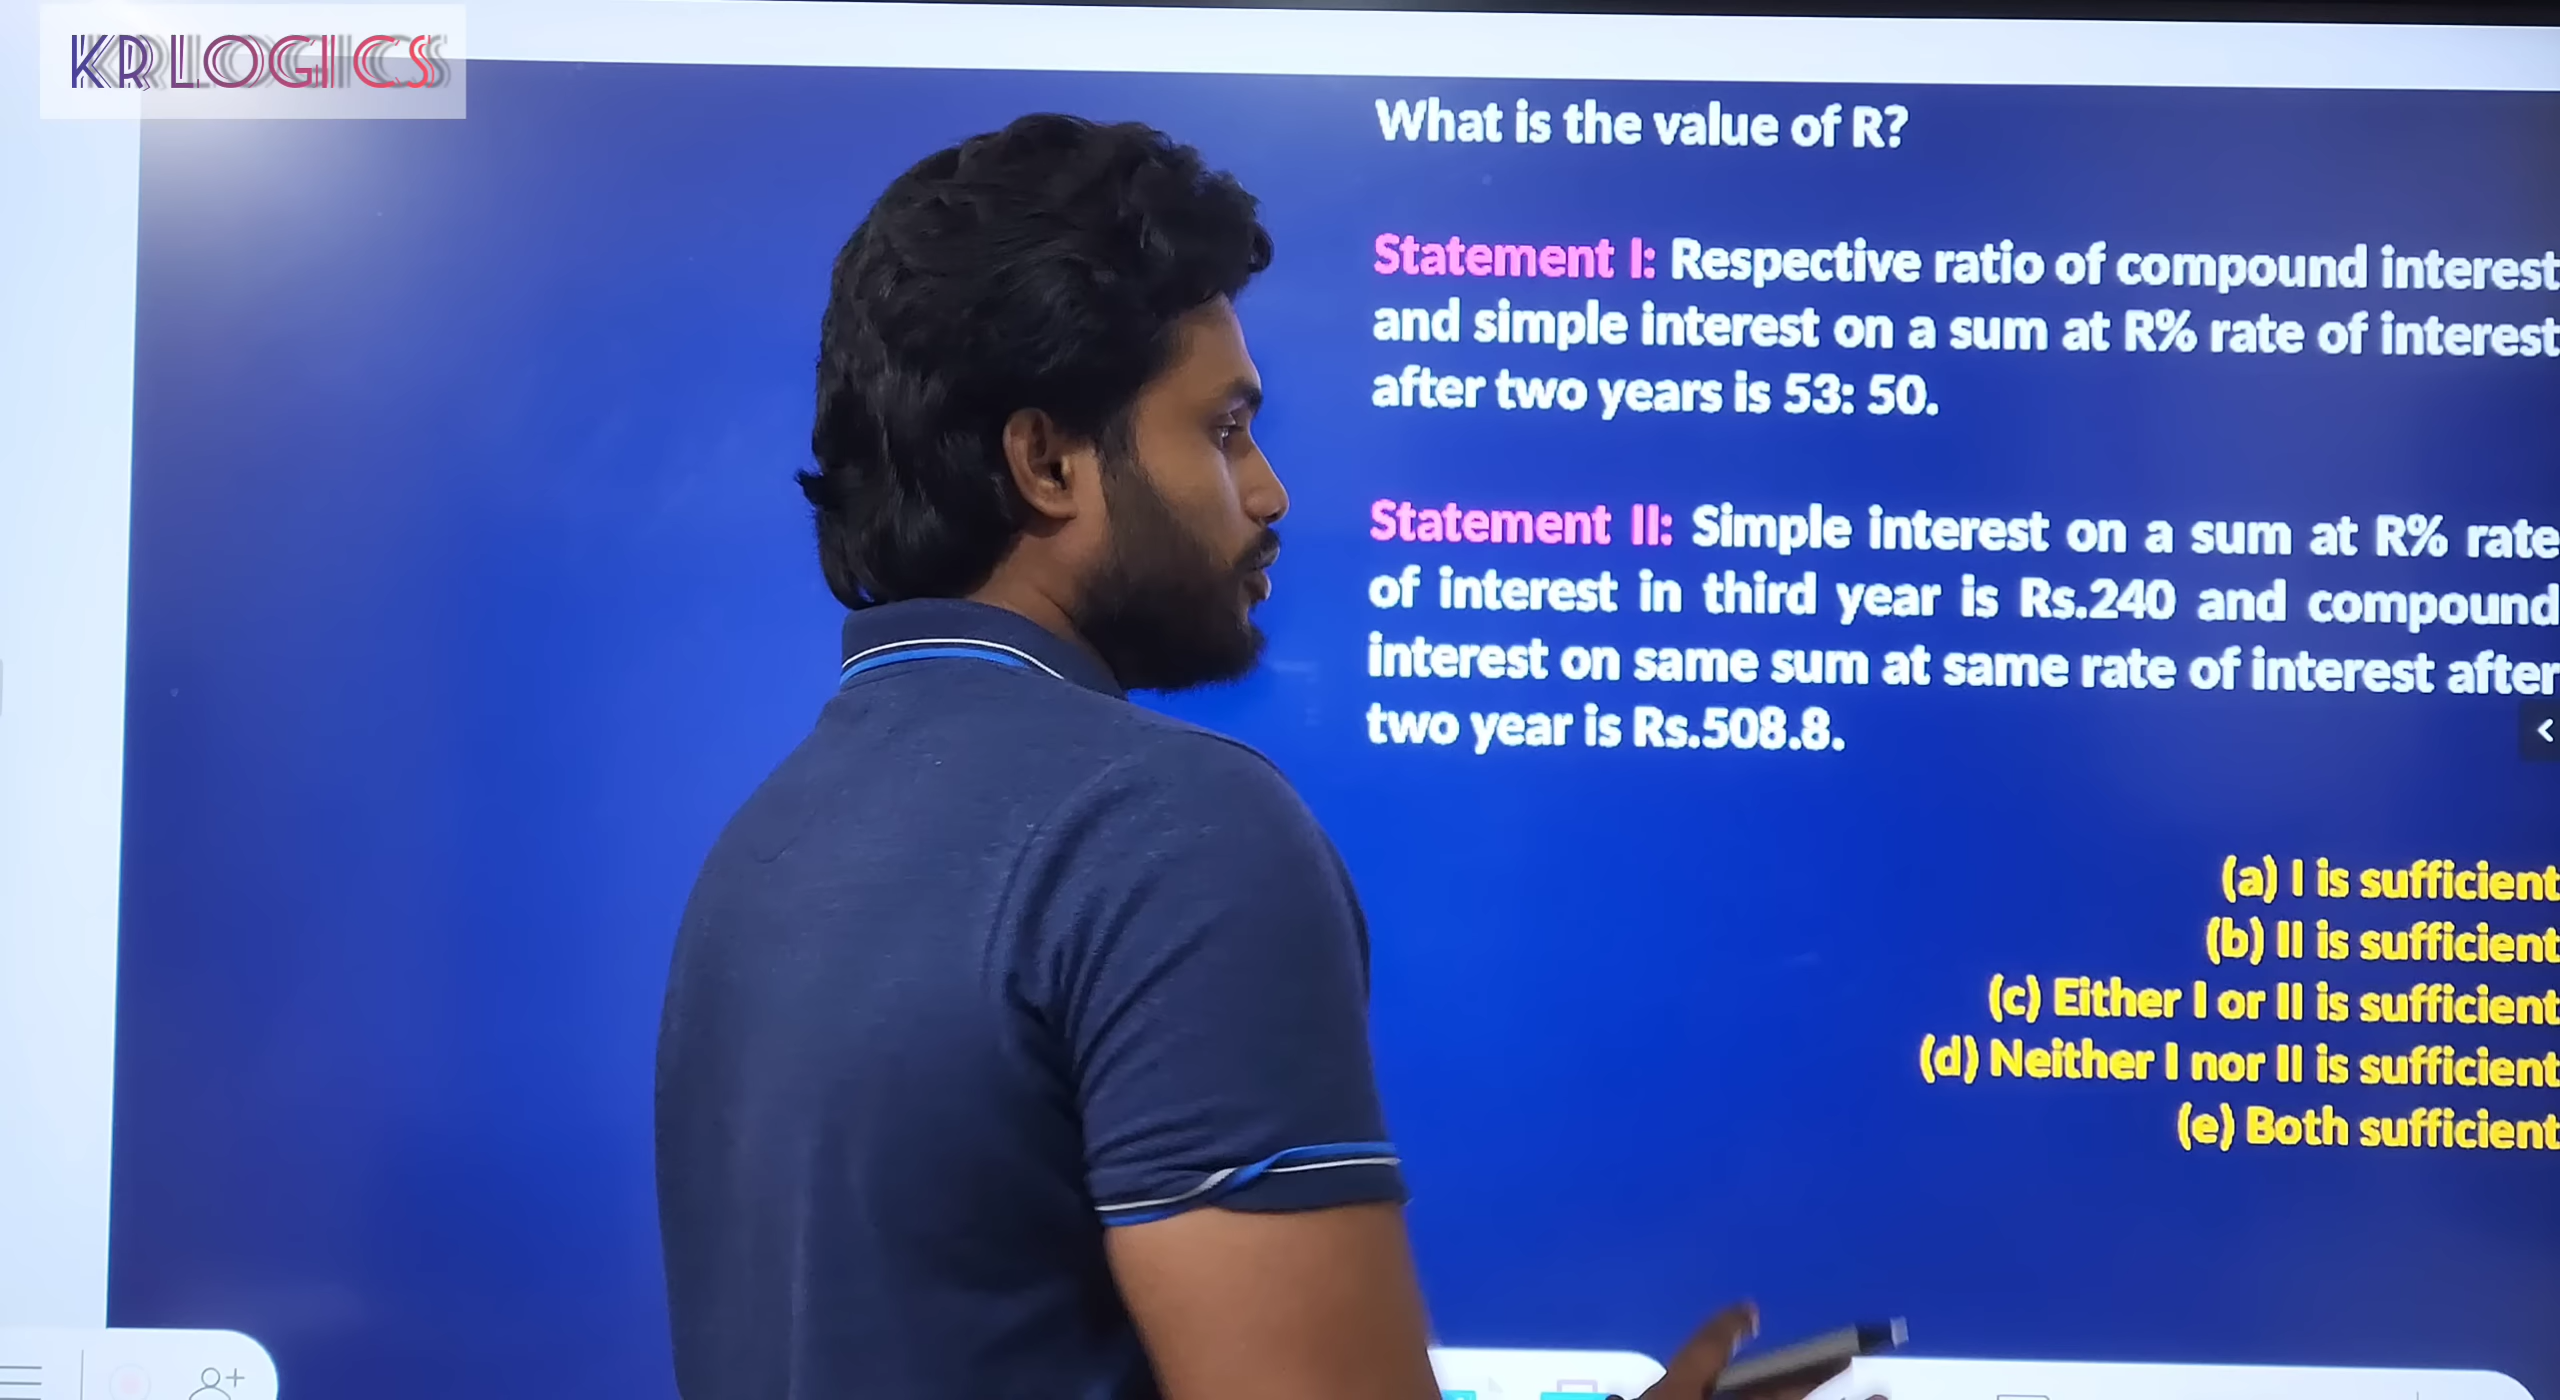 KRLOGICS
What is the value of R?
Statement I: Respective ratio of compound interest
and simple interest on a sum at R% rate of interest
after two years is 53: 50.
Statement II: Simple interest on a sum at R% rate
of interest in third year is Rs.240 and compound
interest on same sum at same rate of interest after
two year is Rs.508.8.
(a) I is sufficient
(b) II is sufficient
(c) Either I or II is sufficient
(d) Neither I nor II is sufficient
(e) Both sufficient